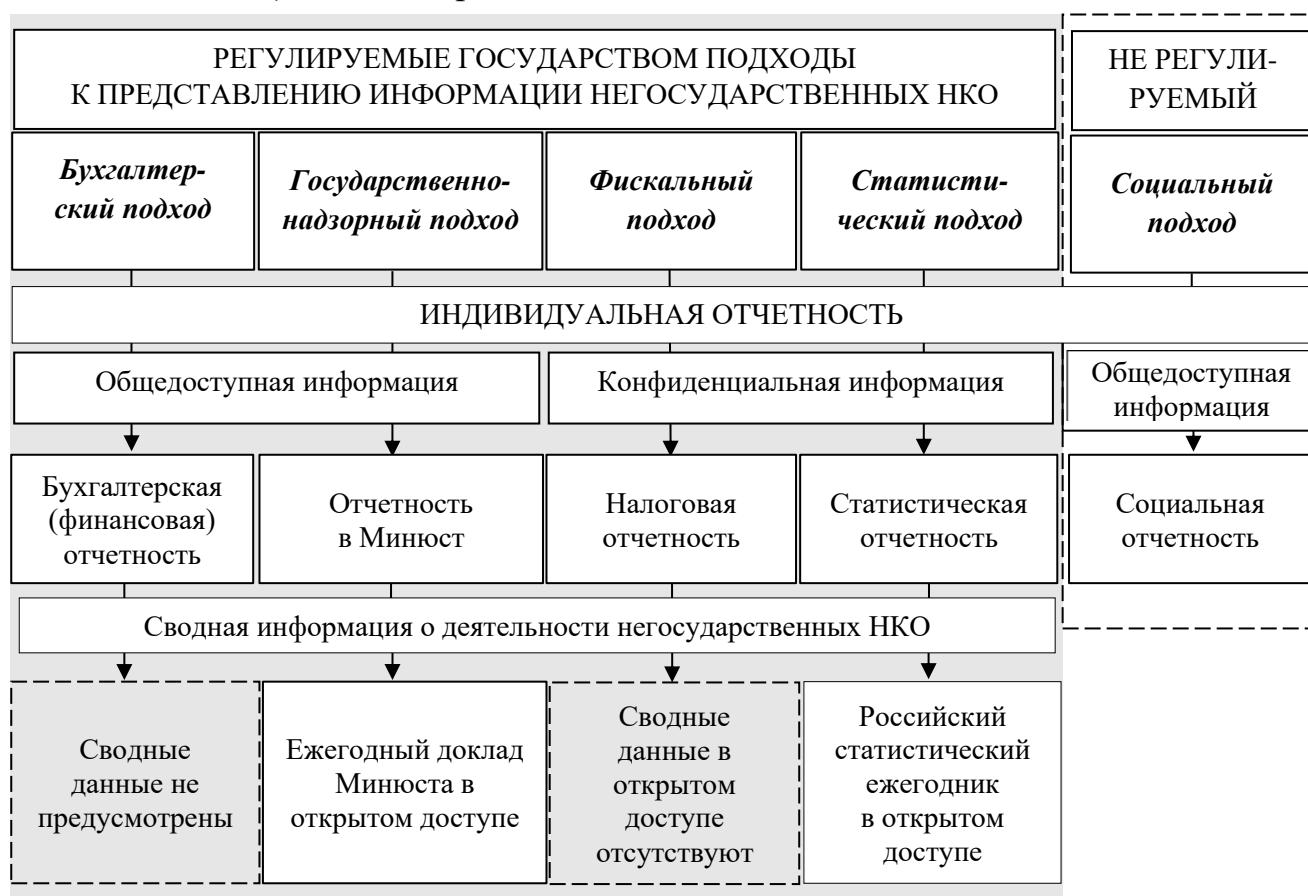 РЕГУЛИРУЕМЫЕ ГОСУДАРСТВОМ ПОДХОДЫ
К ПРЕДСТАВЛЕНИЮ ИНФОРМАЦИИ НЕГОСУДАРСТВЕННЫХ НКО
НЕ РЕГУЛИ-
РУЕМЫЙ
Бухгалтер-
ский подход
Государственно-
надзорный подход
Фискальный
подход
Статисти-
ческий подход
Социальный
подход
ИНДИВИДУАЛЬНАЯ ОТЧЕТНОСТЬ
Общедоступная информация
Конфиденциальная информация
Общедоступная
информация
Бухгалтерская
(финансовая)
отчетность
Отчетность
в Минюст
Налоговая
отчетность
Статистическая
отчетность
Социальная
отчетность
Сводная информация о деятельности негосударственных НКО
Сводные
данные не
предусмотрены
Ежегодный доклад
Минюста в
открытом доступе
Сводные
данные в
открытом
доступе
отсутствуют
Российский
статистический
ежегодник
в открытом
доступе